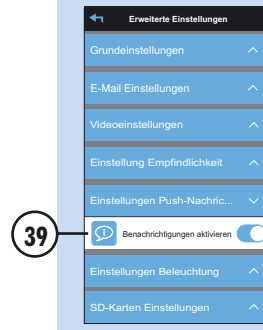 Erweiterte Einstellungen
Grundeinstellungen
E-Mail Einstellungen
Videoeinstellungen
Einstellung Empfindlichkeit
Einstellungen Push-Nachric...
39
Benachrichtigungen aktivieren
Einstellungen Beleuchtung
SD-Karten Einstellungen